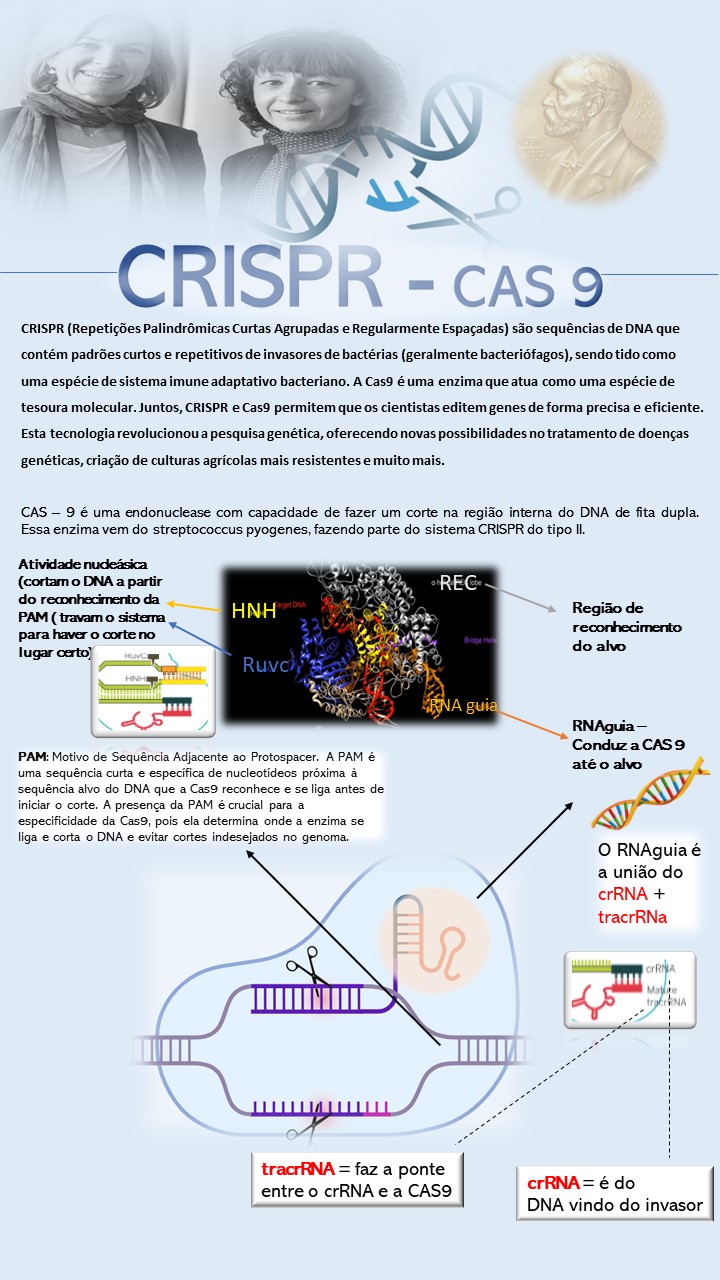 CRISPR - CAS 9
CRISPR (Repetições Palindrômicas Curtas Agrupadas e Regularmente Espaçadas) são sequências de DNA que
contém padrões curtos e repetitivos de invasores de bactérias (geralmente bacteriófagos), sendo tido como
uma espécie de sistema imune adaptativo bacteriano. A Cas9 é uma enzima que atua como uma espécie de
tesoura molecular. Juntos, CRISPR e Cas9 permitem que os cientistas editem genes de forma precisa e eficiente.
Esta tecnologia revolucionou a pesquisa genética, oferecendo novas possibilidades no tratamento de doenças
genéticas, criação de culturas agrícolas mais resistentes e muito mais.
CAS – 9 é uma endonuclease com capacidade de fazer um corte na região interna do DNA de fita dupla.
Essa enzima vem do streptococcus pyogenes, fazendo parte do sistema CRISPR do tipo II.
Atividade nucleásica
(cortam o DNA a partir
do reconhecimento da
PAM ( travam o sistema
para haver o corte no
lugar certo)
RuvC
HNH
HNH
Target DNA
REC
Ruvc
Bridge Helix
RNA guia
Região de
reconhecimento
do alvo
RNAguia –
Conduz a CAS 9
até o alvo
PAM: Motivo de Sequência Adjacente ao Protospacer. A PAM é
uma sequência curta e específica de nucleotídeos próxima à
sequência alvo do DNA que a Cas9 reconhece e se liga antes de
iniciar o corte. A presença da PAM é crucial para a
especificidade da Cas9, pois ela determina onde a enzima se
liga e corta o DNA e evitar cortes indesejados no genoma.
O RNAguia é
a união do
crRNA +
tracrRNa
crRNA
Mature
tracrRNA
tracrRNA = faz a ponte
entre o crRNA e a CAS9
crRNA = é do
DNA vindo do invasor